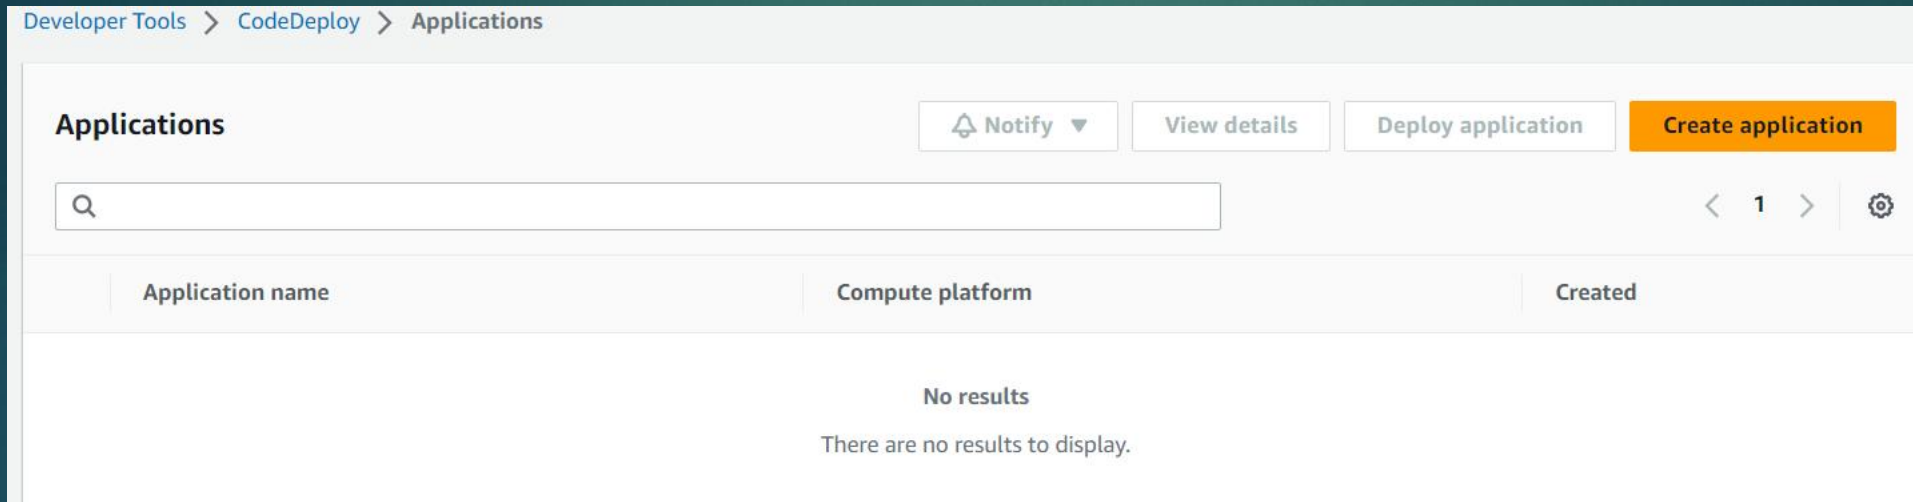 Developer Tools > CodeDeploy > Applications
Applications
Notify ▼ View details Deploy application Create application
< 1 >
Application name Compute platform Created
No results
There are no results to display.